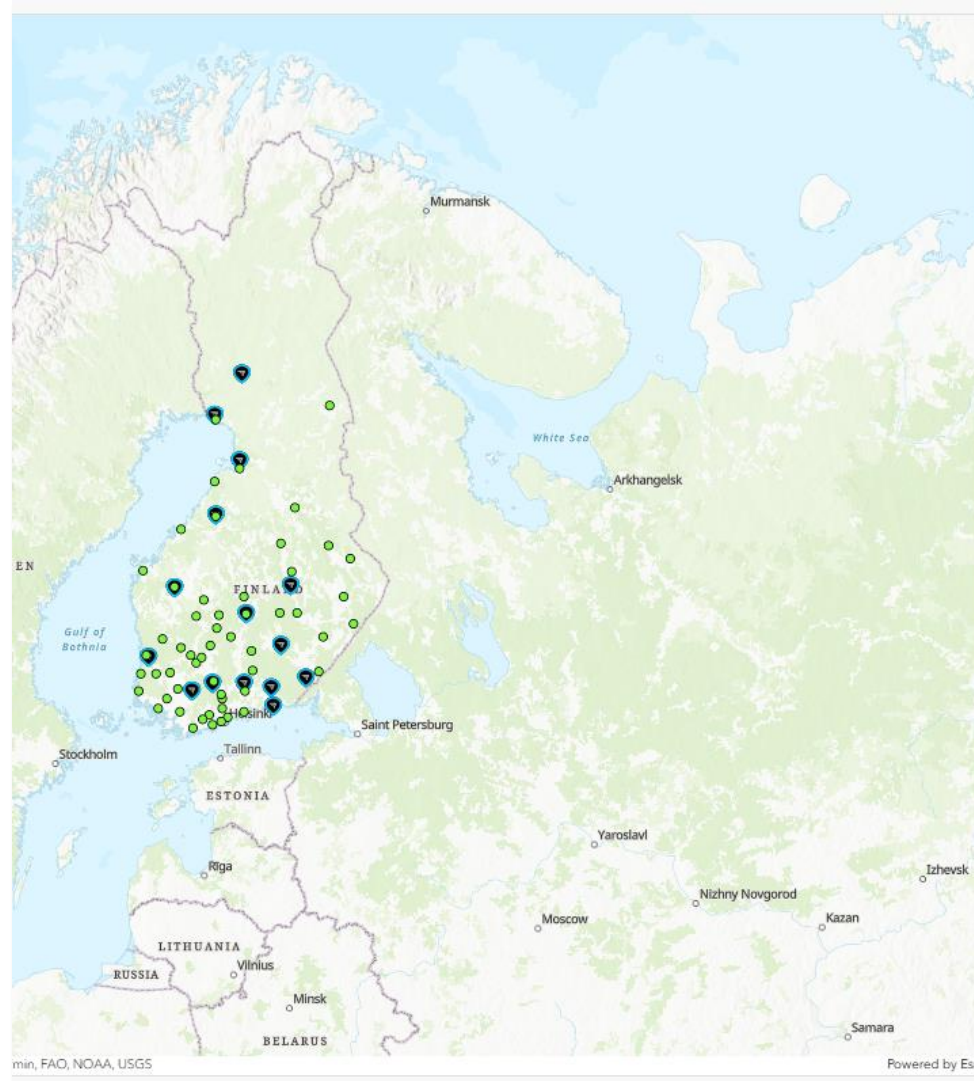 Murmansk
White Sea
Arkhangelsk
EN
FINLAND
Gulf of
Bothnia
Helsinki
Saint Petersburg
Stockholm
Tallinn
ESTONIA
Yaroslavl
Riga
Izhevsk
Nizhny Novgorod
Moscow
Kazan
LITHUANIA
Vilnius
RUSSIA
Minsk
Samara
BELARUS
min, FAO, NOAA, USGS
Powered by Es